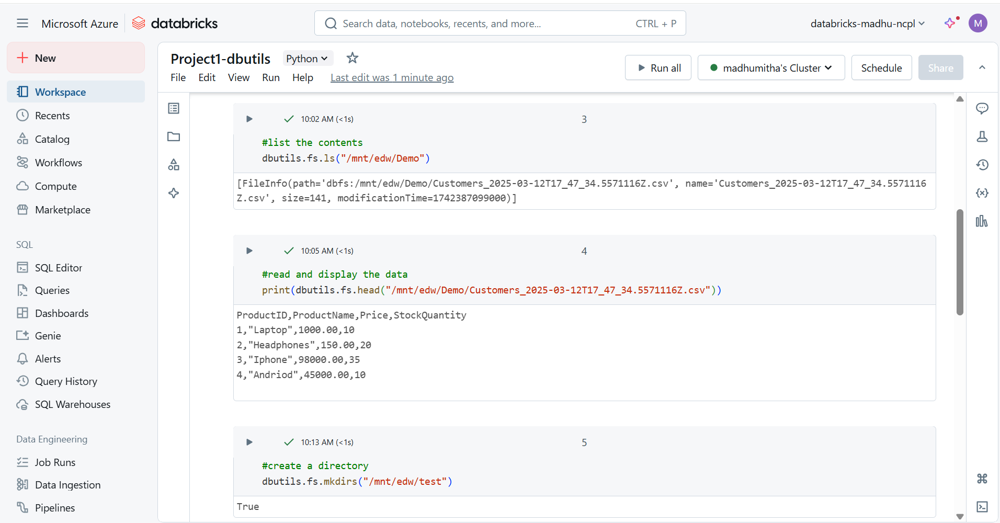 Microsoft Azure databricks
Search data, notebooks, recents, and more... CTRL + P
databricks-madhu-ncpl
M
New
Workspace
Recents
Catalog
Workflows
Compute
Marketplace
SQL
SQL Editor
Queries
Dashboards
Genie
Alerts
Query History
SQL Warehouses
Data Engineering
Job Runs
Data Ingestion
Pipelines
Project1-dbutils Python
File Edit View Run Help Last edit was 1 minute ago
Run all madhumitha's Cluster Schedule Share
10:02 AM (<1s) 3
#list the contents
dbutils.fs.ls("/mnt/edw/Demo")
[FileInfo(path='dbfs:/mnt/edw/Demo/Customers_2025-03-12T17_47_34.5571116Z.csv', name='Customers_2025-03-12T17_47_34.5571116
Z.csv', size=141, modificationTime=1742387099000)]
10:05 AM (<1s) 4
#read and display the data
print(dbutils.fs.head("/mnt/edw/Demo/Customers_2025-03-12T17_47_34.5571116Z.csv"))
ProductID,ProductName,Price,StockQuantity
1,"Laptop",1000.00,10
2,"Headphones",150.00,20
3,"Iphone",98000.00,35
4,"Andriod",45000.00,10
10:13 AM (<1s) 5
#create a directory
dbutils.fs.mkdirs("/mnt/edw/test")
True